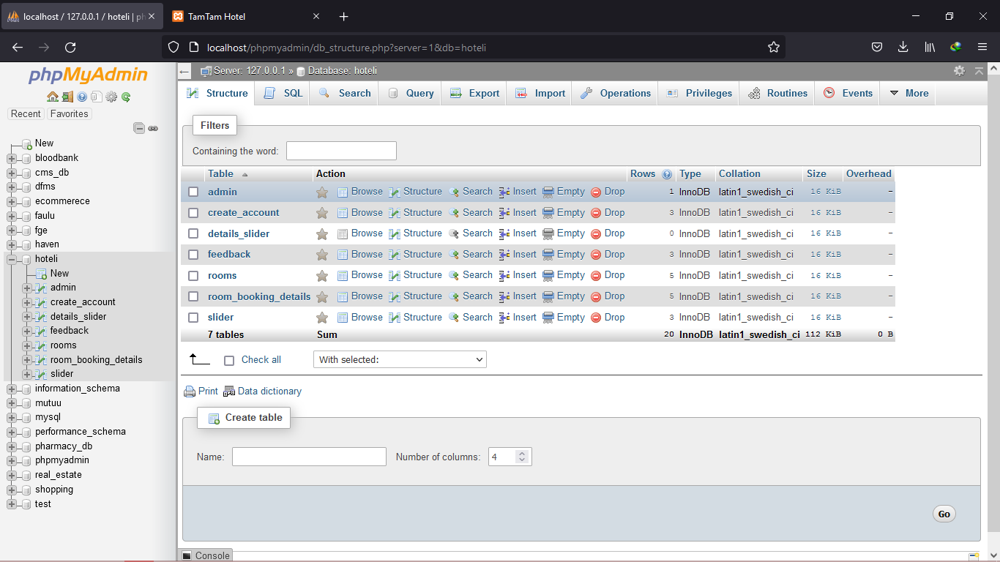 localhost / 127.0.0.1 / hoteli | ph
TamTam Hotel
localhost/phpmyadmin/db_structure.php?server=1&db=hoteli
phpMyAdmin
Recent Favorites
New
bloodbank
cms_db
dfms
ecommerece
faulu
fge
haven
hoteli
New
admin
create_account
details_slider
feedback
rooms
room_booking_details
slider
information_schema
mutuu
mysql
performance_schema
pharmacy_db
phpmyadmin
real_estate
shopping
test
Server: 127.0.0.1 » Database: hoteli
Structure SQL Search Query Export Import Operations Privileges Routines Events More
Filters
Containing the word:
Table Action Rows Type Collation Size Overhead
admin Browse Structure Search Insert Empty Drop 1 InnoDB latin1_swedish_ci 16 KiB -
create_account Browse Structure Search Insert Empty Drop 3 InnoDB latin1_swedish_ci 16 KiB -
details_slider Browse Structure Search Insert Empty Drop 0 InnoDB latin1_swedish_ci 16 KiB -
feedback Browse Structure Search Insert Empty Drop 3 InnoDB latin1_swedish_ci 16 KiB -
rooms Browse Structure Search Insert Empty Drop 5 InnoDB latin1_swedish_ci 16 KiB -
room_booking_details Browse Structure Search Insert Empty Drop 5 InnoDB latin1_swedish_ci 16 KiB -
slider Browse Structure Search Insert Empty Drop 3 InnoDB latin1_swedish_ci 16 KiB -
7 tables Sum 20 InnoDB latin1_swedish_ci 112 KiB 0 B
Check all With selected:
Print Data dictionary
Create table
Name: Number of columns: 4
Go
Console